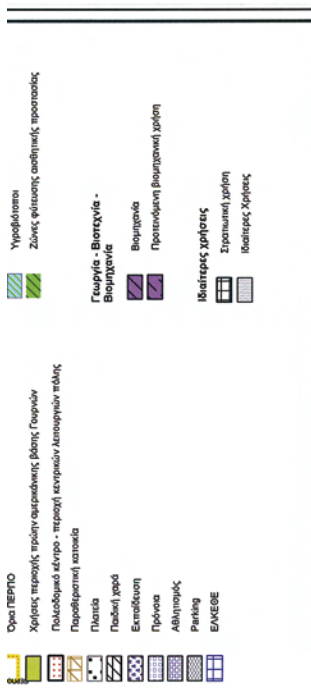 Όρια ΠΕΡΠΟ
Χρήσεις περιοχής πρώην αμερικάνικης βάσης Γουρνών
Πολεοδομικό κέντρο - περιοχή κεντρικών λειτουργιών πόλης
Παραθεριστική κατοικία
Πλατεία
Παιδική χαρά
Εκπαίδευση
Πρόνοια
Αθλητισμός
Parking
ΕΛΚΕΘΕ
Υγροβιότοποι
Ζώνες φύτευσης αισθητικής προστασίας
Γεωργία - Βιοτεχνία -
Βιομηχανία
Βιομηχανία
Προτεινόμενη βιομηχανική χρήση
Ιδιαίτερες χρήσεις
Στρατιωτική χρήση
Ιδιαίτερες Χρήσεις